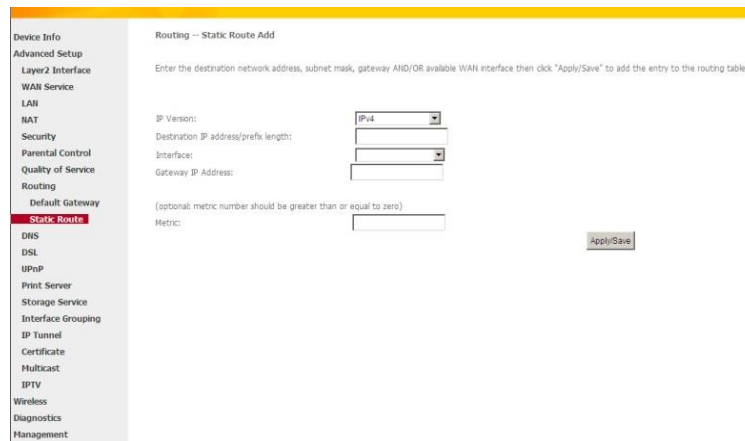 Device Info
Advanced Setup
Layer2 Interface
WAN Service
LAN
NAT
Security
Parental Control
Quality of Service
Routing
Default Gateway
Static Route
DNS
DSL
UPnP
Print Server
Storage Service
Interface Grouping
IP Tunnel
Certificate
Multicast
IPTV
Wireless
Diagnostics
Management
Routing -- Static Route Add
Enter the destination network address, subnet mask, gateway AND/OR available WAN interface then click "Apply/Save" to add the entry to the routing table
IP Version: IPv4
Destination IP address/prefix length:
Interface:
Gateway IP Address:
(optional: metric number should be greater than or equal to zero)
Metric:
Apply/Save